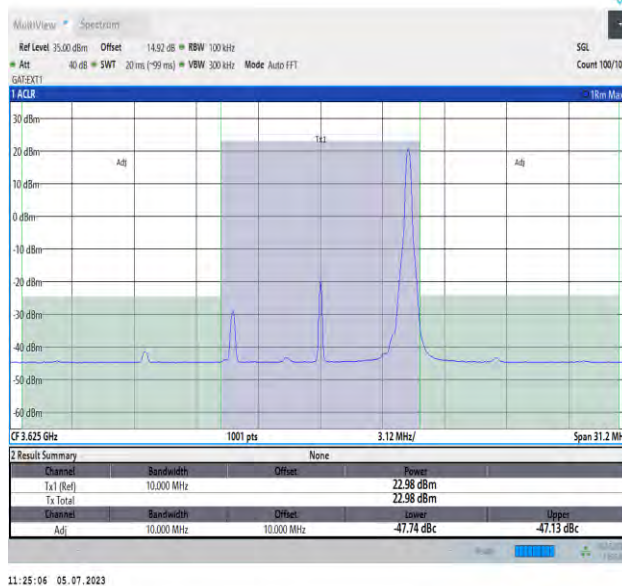 MultiView Spectrum
Ref Level 35.00 dBm Offset 14.92 dB RBW 100 kHz SGL
Att 40 dB SWT 20 ms (~99 ms) VBW 300 kHz Mode Auto FFT Count 100/10
GAT:EXT1
1 ACLR 1Rm Max
30 dBm
Tx1
20 dBm
Adj Adj
10 dBm
0 dBm
-10 dBm
-20 dBm
-30 dBm
-40 dBm
-50 dBm
-60 dBm
CF 3.625 GHz 1001 pts 3.12 MHz/ Span 31.2 MH
2 Result Summary None
Channel Bandwidth Offset Power
Tx1 (Ref) 10.000 MHz 22.98 dBm
Tx Total 22.98 dBm
Channel Bandwidth Offset Lower Upper
Adj 10.000 MHz 10.000 MHz -47.74 dBc -47.13 dBc
11:25:06 05.07.2023